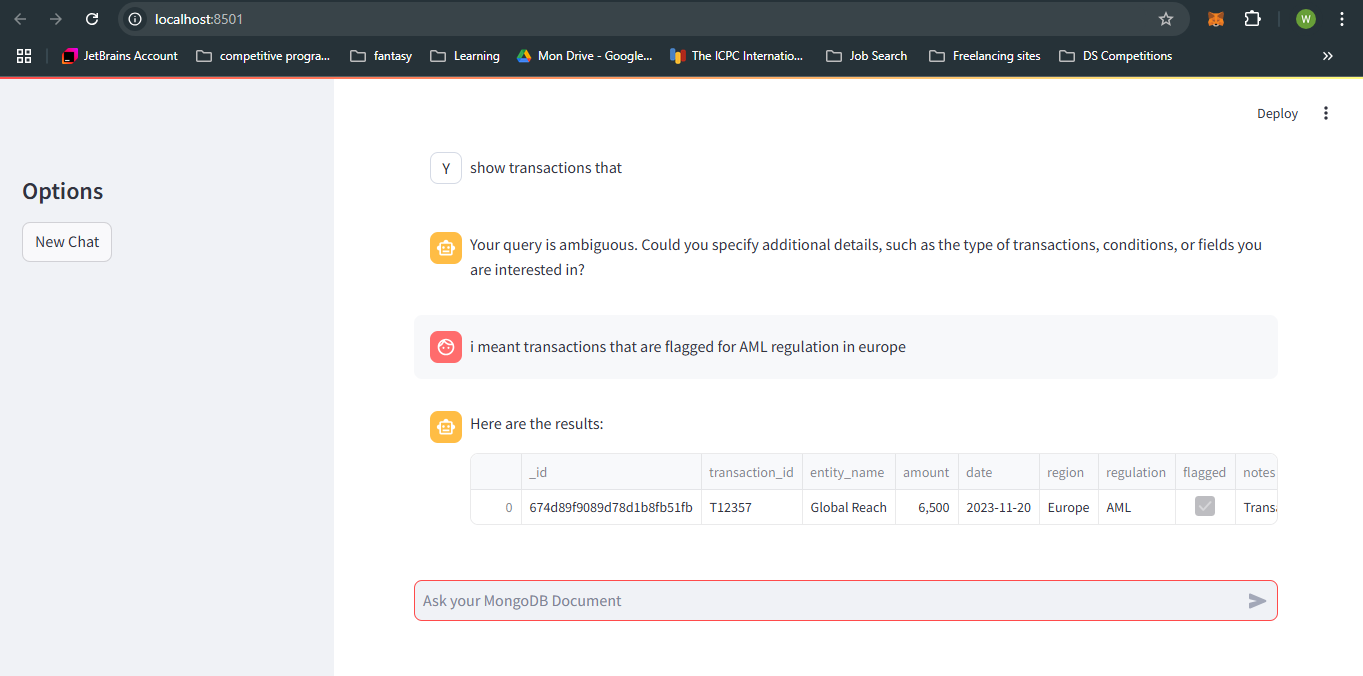 localhost:8501
W
JetBrains Account competitive progra... fantasy Learning Mon Drive - Google... The ICPC Internatio... Job Search Freelancing sites DS Competitions »
Deploy
Options
New Chat
Y show transactions that
Your query is ambiguous. Could you specify additional details, such as the type of transactions, conditions, or fields you
are interested in?
i meant transactions that are flagged for AML regulation in europe
Here are the results:
_id transaction_id entity_name amount date region regulation flagged notes
0 674d89f9089d78d1b8fb51fb T12357 Global Reach 6,500 2023-11-20 Europe AML Transa
Ask your MongoDB Document